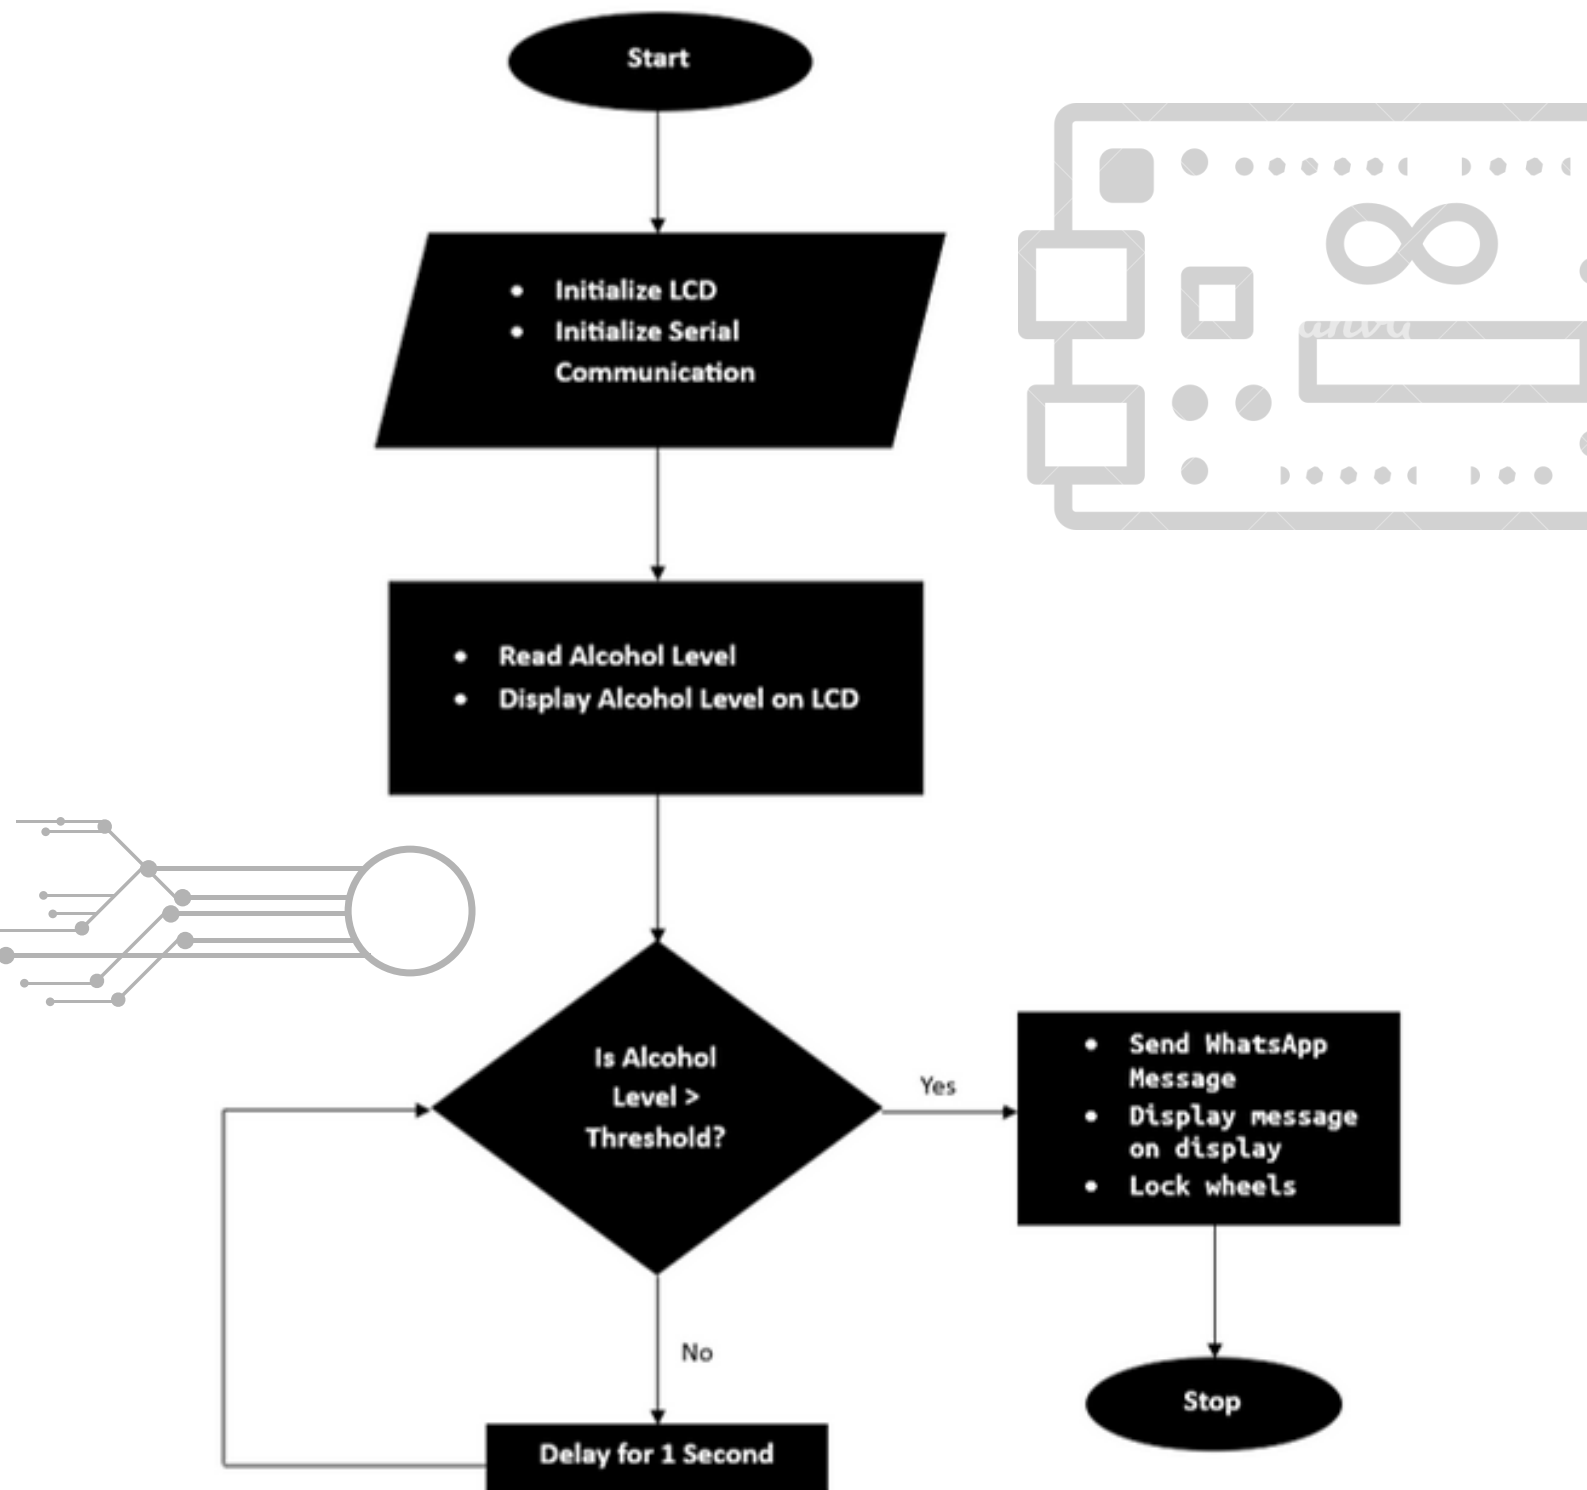 Start
• Initialize LCD
• Initialize Serial
Communication
• Read Alcohol Level
• Display Alcohol Level on LCD
Is Alcohol
Level >
Threshold?
Yes
• Send WhatsApp
Message
• Display message
on display
• Lock wheels
No
Stop
Delay for 1 Second